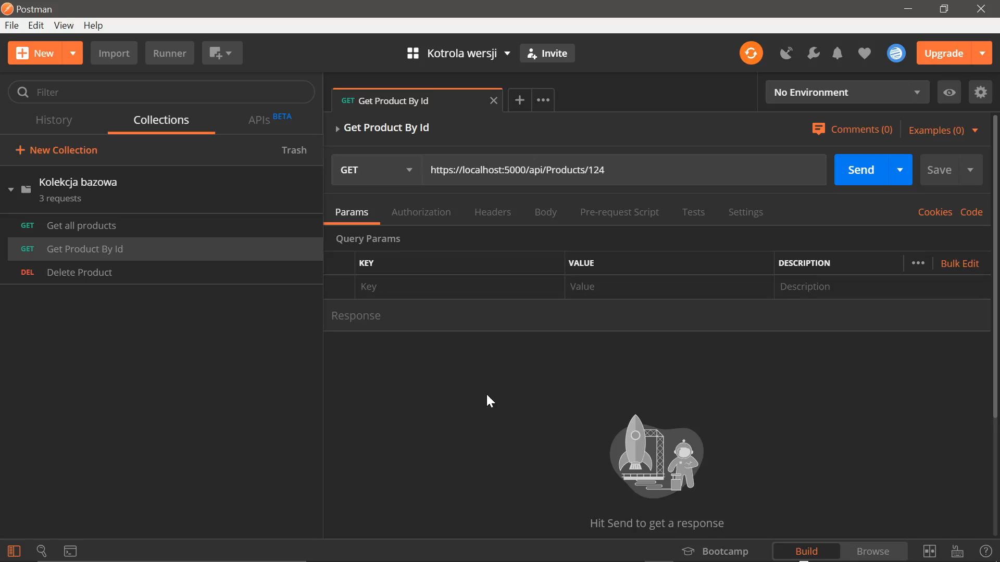 Postman
File Edit View Help
New Import Runner Kotrola wersji Invite Upgrade
Filter
History Collections APIs BETA
New Collection Trash
Kolekcja bazowa
3 requests
GET Get all products
GET Get Product By Id
DEL Delete Product
GET Get Product By Id
No Environment
Get Product By Id
Comments (0) Examples (0)
GET https://localhost:5000/api/Products/124 Send Save
Params Authorization Headers Body Pre-request Script Tests Settings Cookies Code
Query Params
KEY VALUE DESCRIPTION Bulk Edit
Key Value Description
Response
Hit Send to get a response
Bootcamp Build Browse